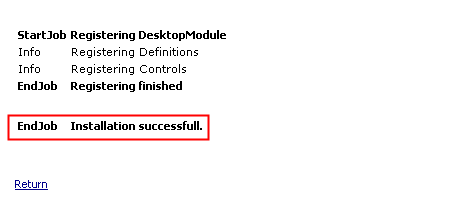 StartJob Registering DesktopModule
Info Registering Definitions
Info Registering Controls
EndJob Registering finished
EndJob Installation successfull.
Return